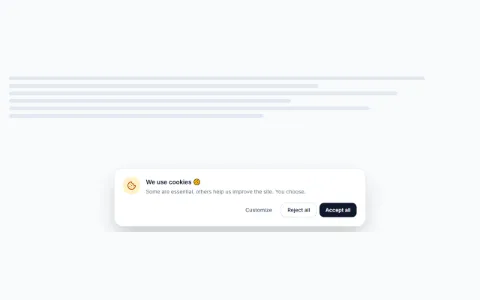 We use cookies 🍪
Some are essential, others help us improve the site. You choose.
Customize
Reject all
Accept all